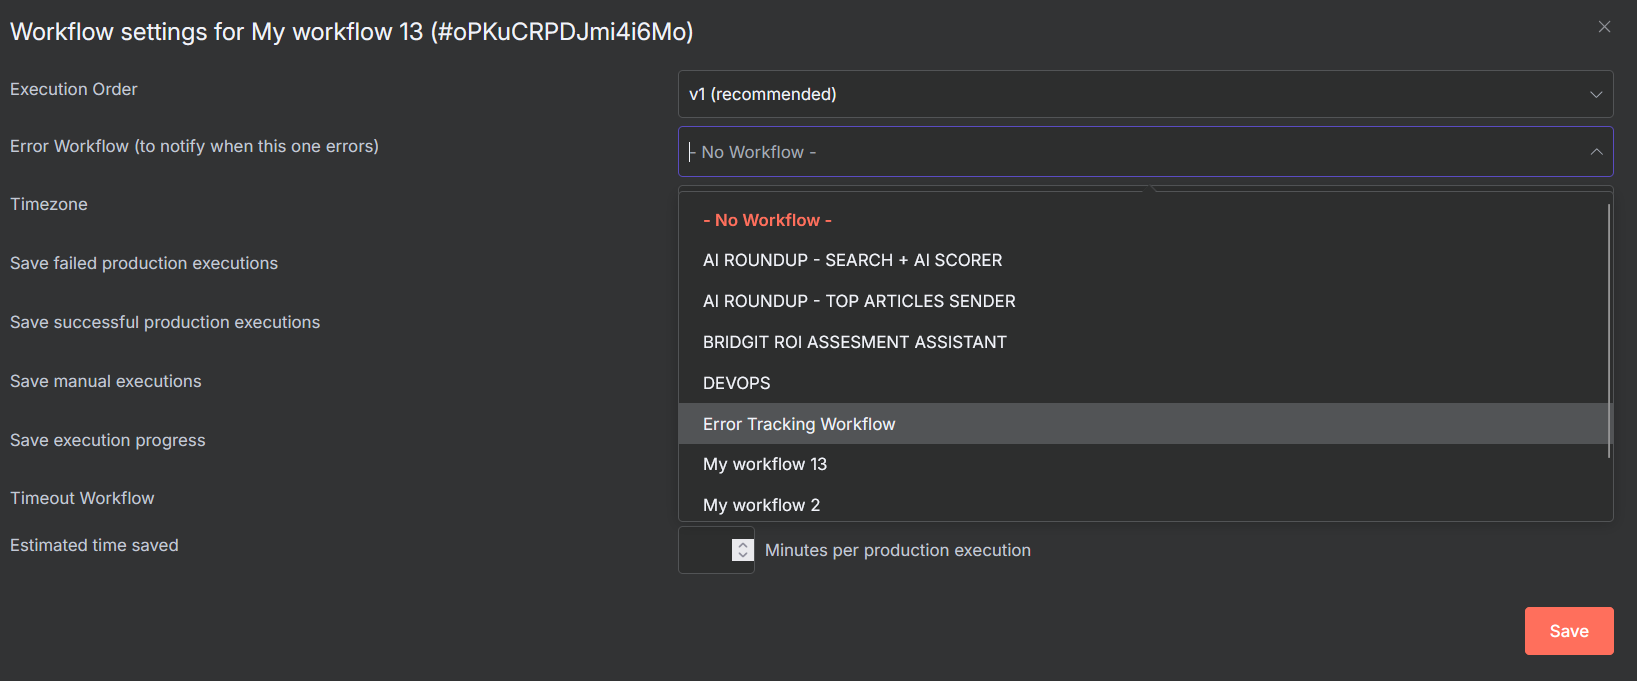 Workflow settings for My workflow 13 (#oPKuCRPDJmi4i6Mo)
Execution Order
v1 (recommended)
Error Workflow (to notify when this one errors)
- No Workflow -
Timezone
- No Workflow -
AI ROUNDUP - SEARCH + AI SCORER
Save failed production executions
AI ROUNDUP - TOP ARTICLES SENDER
Save successful production executions
BRIDGIT ROI ASSESMENT ASSISTANT
Save manual executions
DEVOPS
Error Tracking Workflow
Save execution progress
My workflow 13
Timeout Workflow
My workflow 2
Estimated time saved
Minutes per production execution
Save